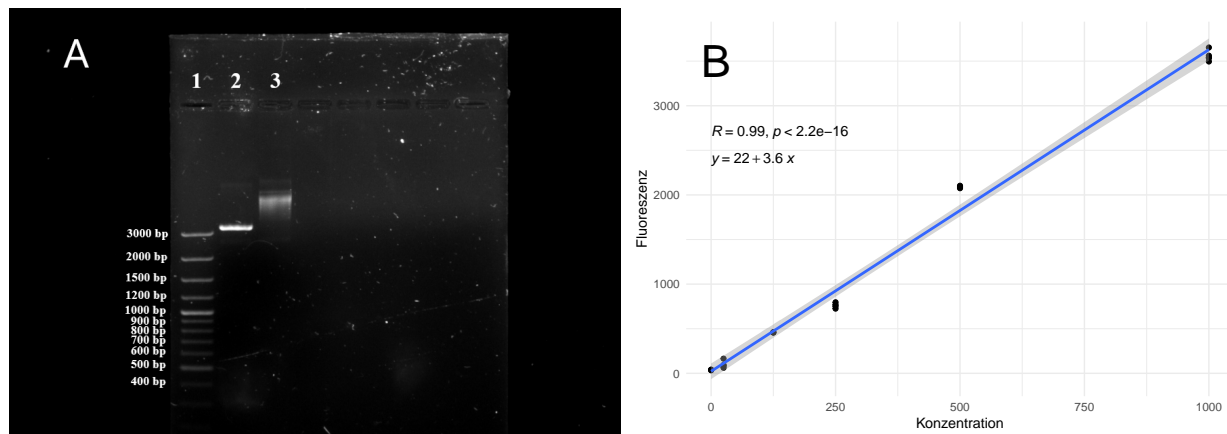 A
1 2 3
3000 bp
2000 bp
1500 bp
1200 bp
1000 bp
900 bp
800 bp
700 bp
600 bp
500 bp
400 bp
B
R = 0.99, p < 2.2e−16
y = 22 + 3.6 x
Fluoreszenz
3000
2000
1000
0
0 250 500 750 1000
Konzentration